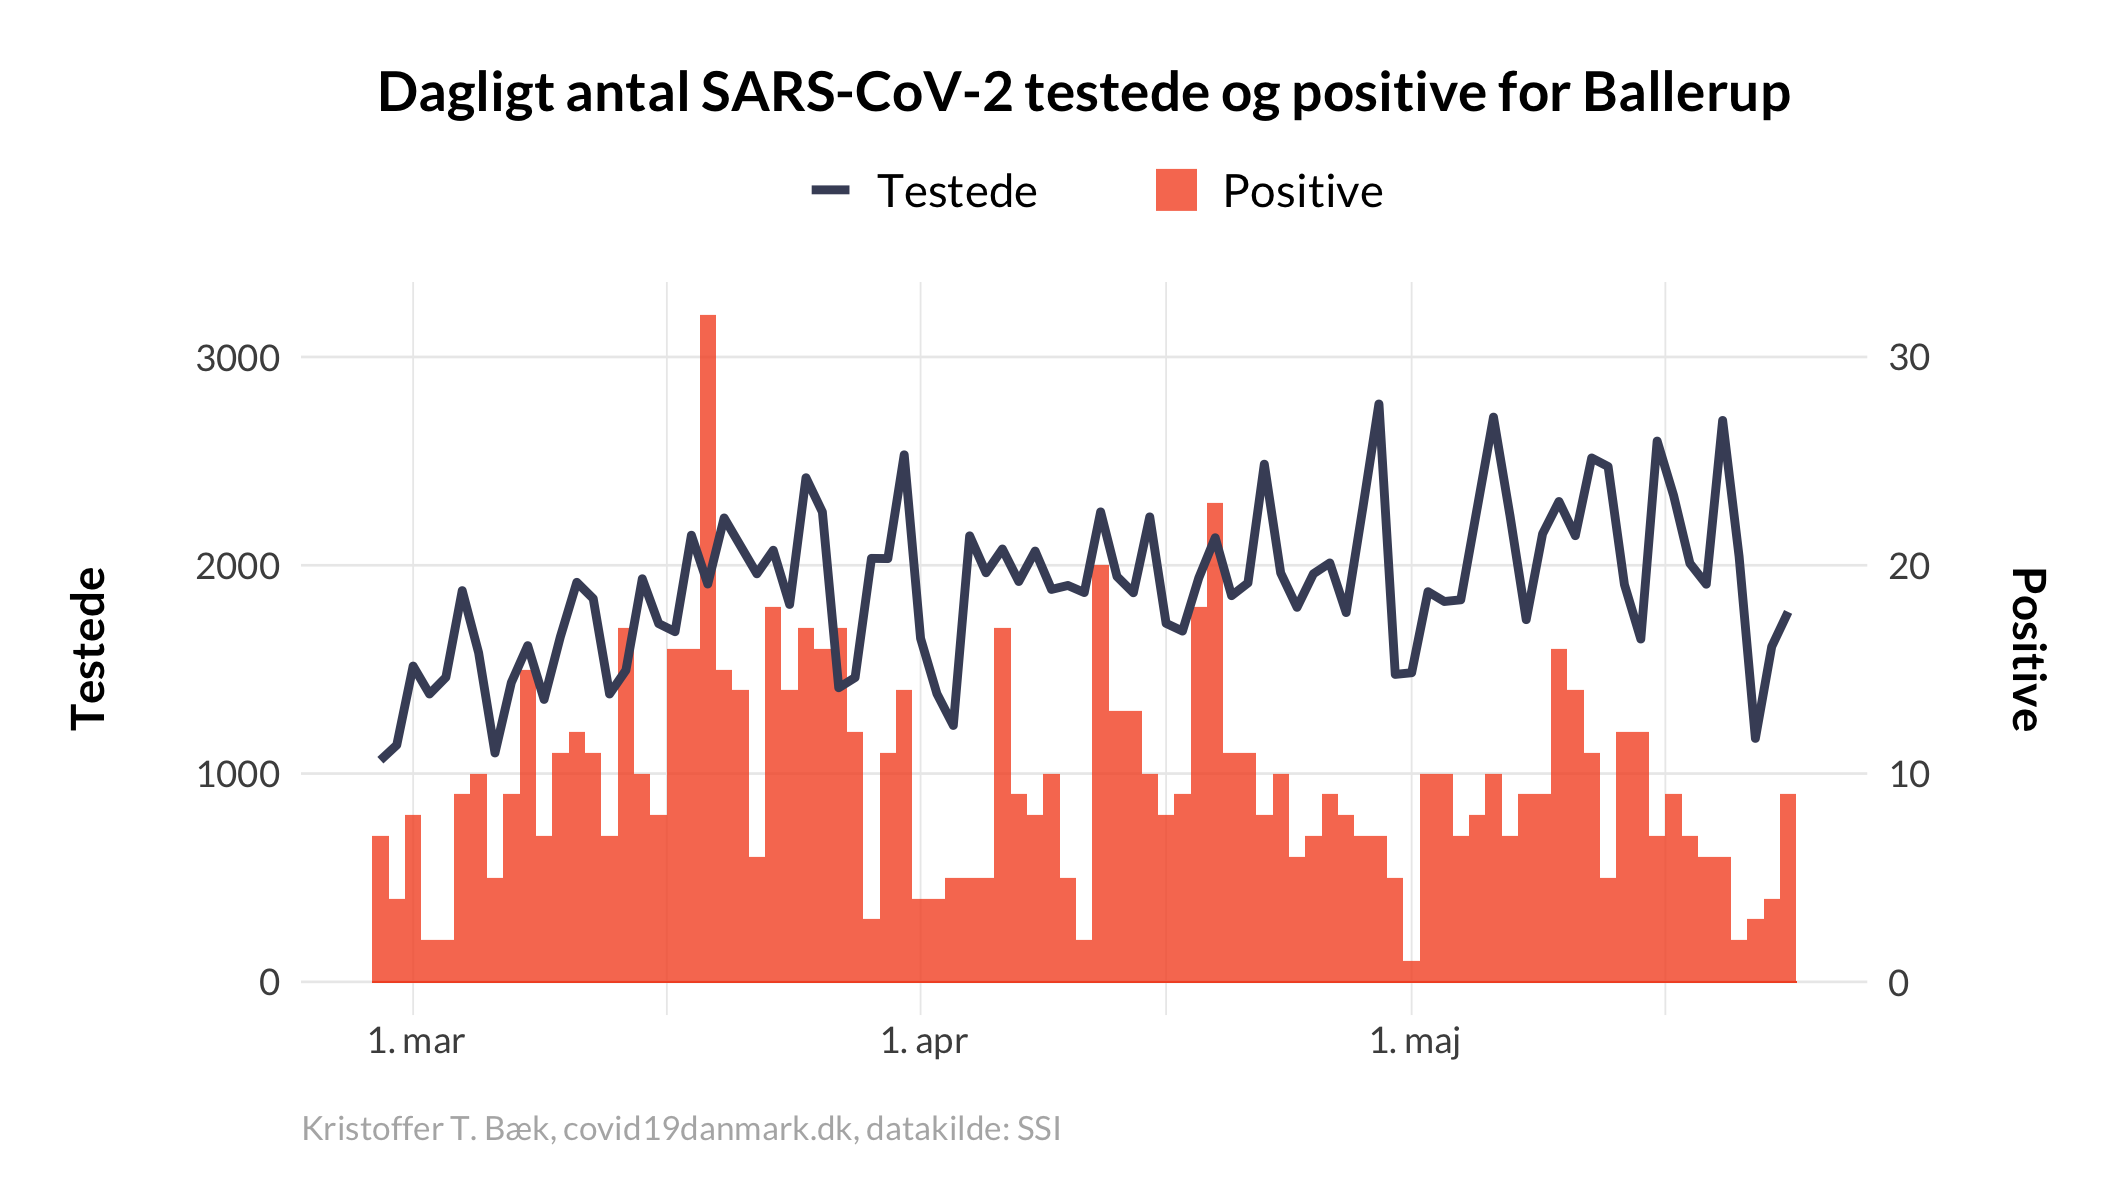 Dagligt antal SARS-CoV-2 testede og positive for Ballerup
Testede
Positive
3000
2000
1000
0
Testede
30
20
10
0
Positive
1. mar
1. apr
1. maj
Kristoffer T. Bæk, covid19danmark.dk, datakilde: SSI